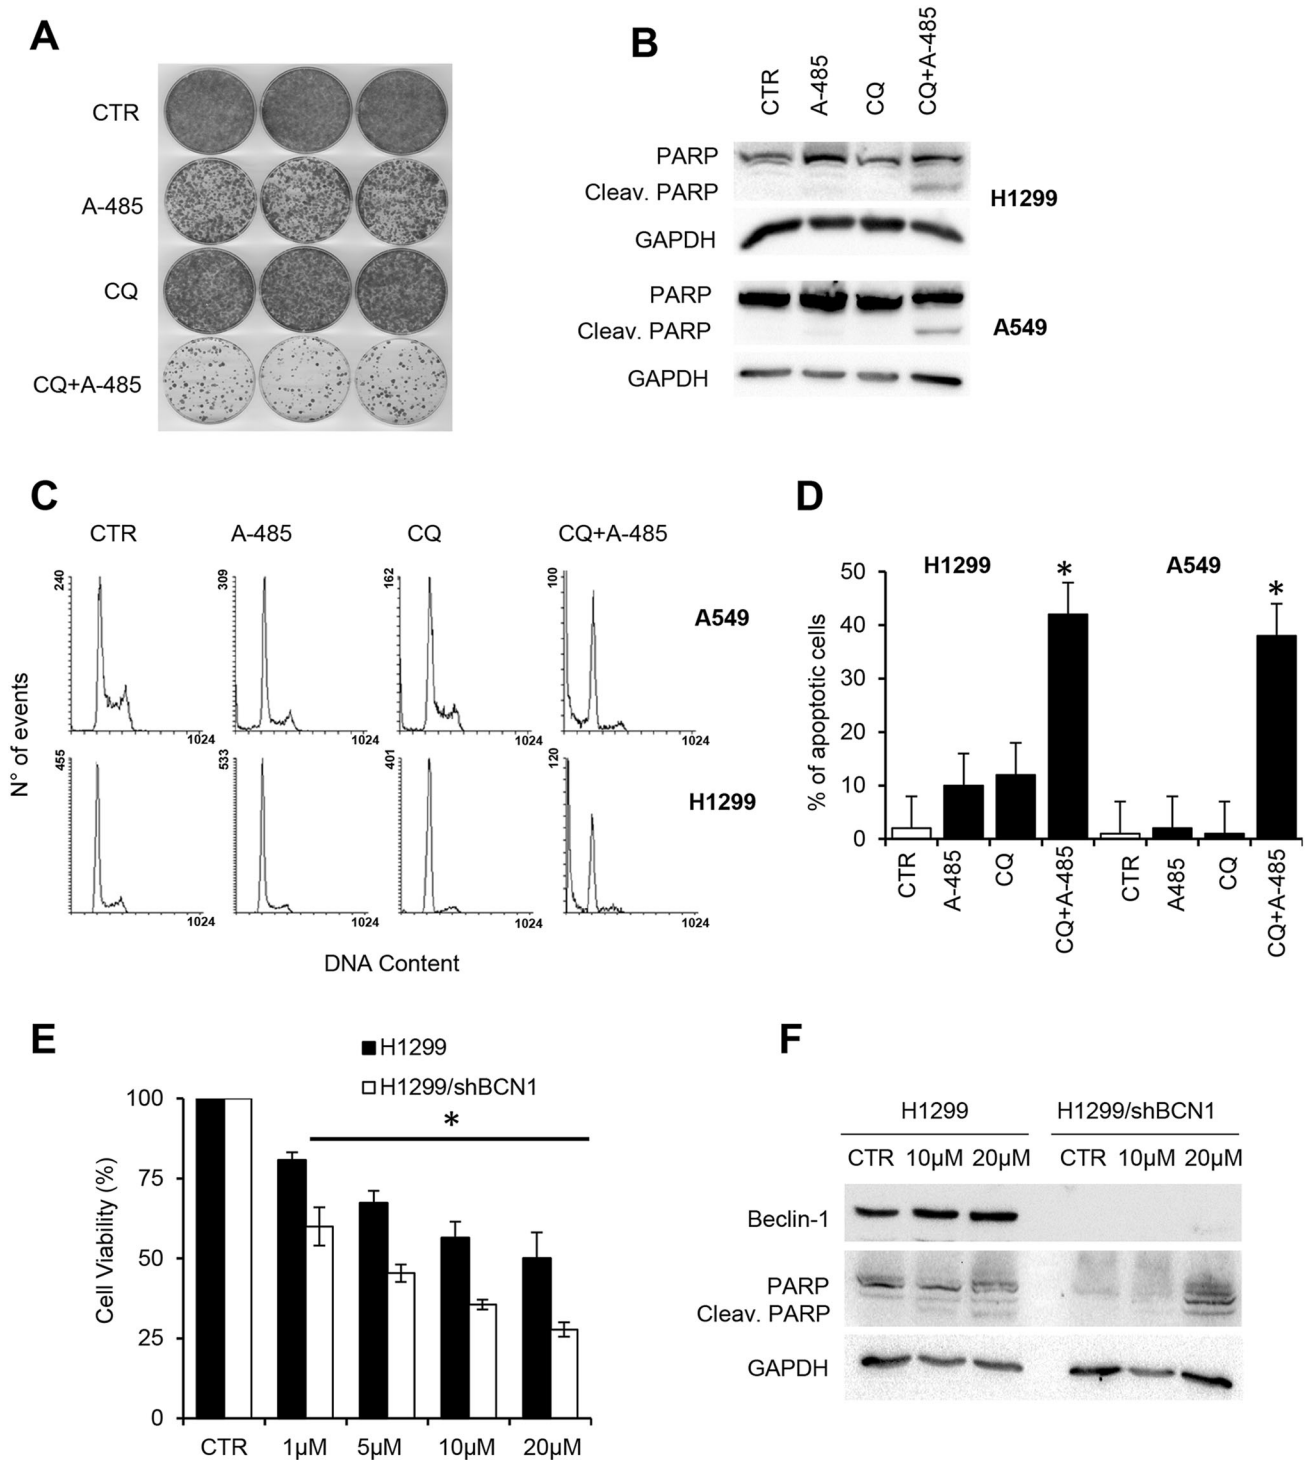 A
CTR
A-485
CQ
CQ+A-485
B
CTR
A-485
CQ
CQ+A-485
PARP
Cleav. PARP
H1299
GAPDH
PARP
Cleav. PARP
A549
GAPDH
C
CTR A-485 CQ CQ+A-485
240 309 162 100
A549
1024 1024 1024 1024
455 533 401 120
H1299
1024 1024 1024 1024
N° of events
DNA Content
D
H1299 A549
* *
50
40
30
20
10
0
% of apoptotic cells
CTR
A-485
CQ
CQ+A-485
CTR
A485
CQ
CQ+A-485
E
H1299
H1299/shBCN1
*
100
75
50
25
0
Cell Viability (%)
CTR 1µM 5µM 10µM 20µM
F
H1299 H1299/shBCN1
CTR 10µM 20µM CTR 10µM 20µM
Beclin-1
PARP
Cleav. PARP
GAPDH